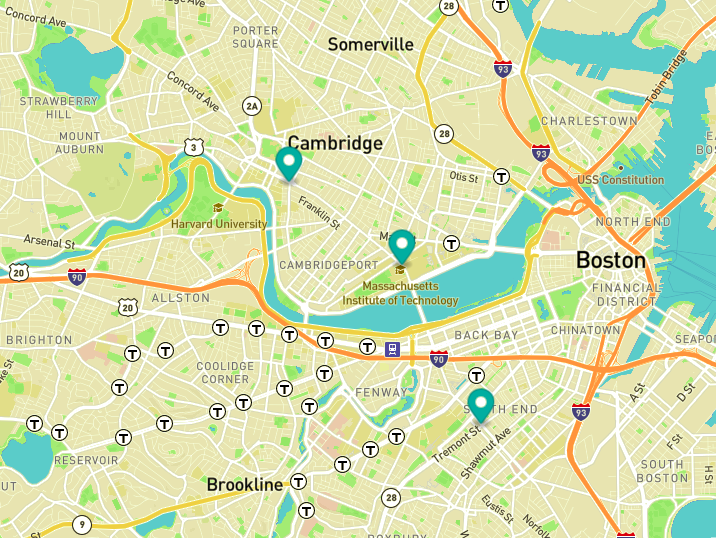 Concord Ave
28
T
PORTER
SQUARE
Somerville
93
Tobin Bridge
Concord Ave
STRAWBERRY
HILL
2A
CHARLESTOWN
MOUNT
AUBURN
3
Cambridge
28
93
Otis St
T
USS Constitution
Franklin St
Harvard University
NORTH END
Arsenal St
T
20
90
CAMBRIDGEPORT
Boston
Massachusetts
Institute of Technology
ALLSTON
FINANCIAL
DISTRICT
20
T
T
T
T
T
BRIGHTON
T
T
BACK BAY
CHINATOWN
SEAPO
90
COOLIDGE
CORNER
T
T
T
T
FENWAY
A St
D St
T
T
T
SOUTH END
93
T
T
T
T
T
Tremont St
Shawmut Ave
F St
T
T
RESERVOIR
T
SOUTH
BOSTON
H St
Brookline
T
28
T
Eustis St
Norfolk
9
ROXBURY